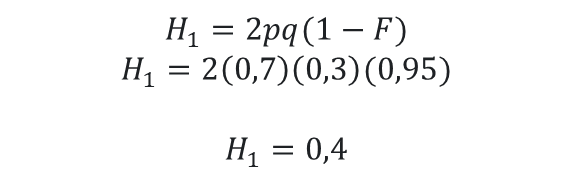 H₁ = 2pq(1 − F)
H₁ = 2(0,7)(0,3)(0,95)
H₁ = 0,4